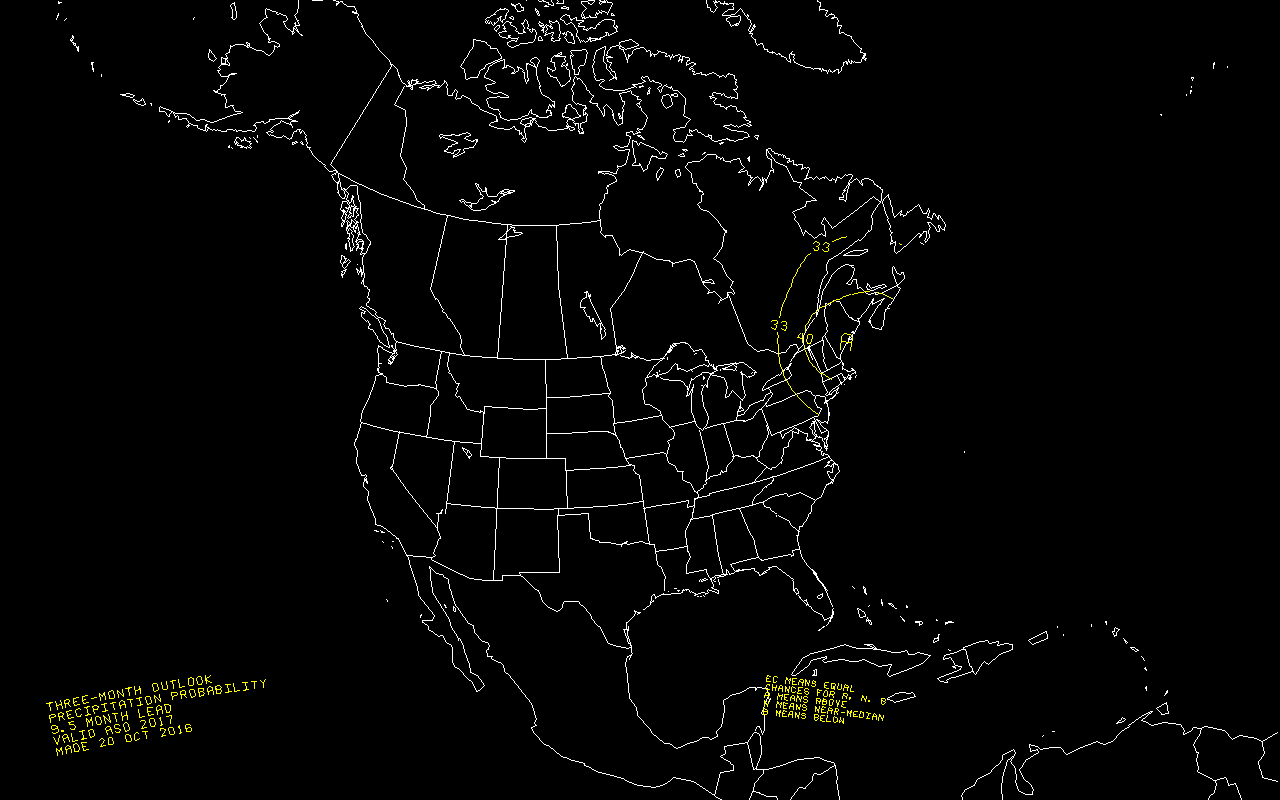 33
33
40
A
THREE-MONTH OUTLOOK
PRECIPITATION PROBABILITY
9.5 MONTH LEAD
VALID ASO 2017
MADE 20 OCT 2016
EC MEANS EQUAL
CHANCES FOR A, N, B
A MEANS ABOVE
N MEANS NEAR-MEDIAN
B MEANS BELOW